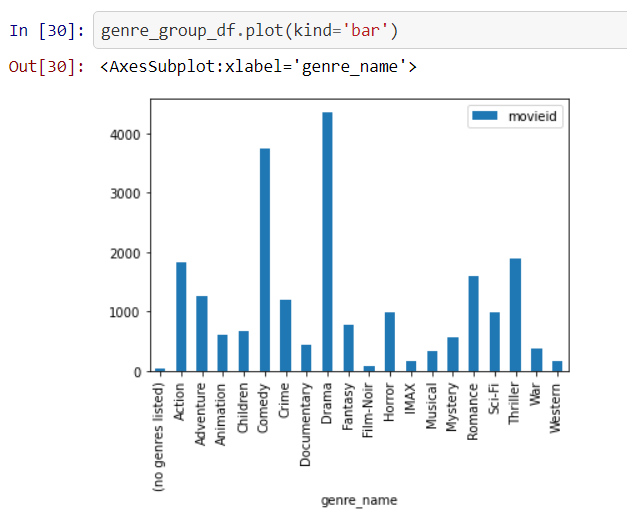 In [30]: genre_group_df.plot(kind='bar')
Out[30]: <AxesSubplot:xlabel='genre_name'>
movieid
4000
3000
2000
1000
0
(no genres listed)
Action
Adventure
Animation
Children
Comedy
Crime
Documentary
Drama
Fantasy
Film-Noir
Horror
IMAX
Musical
Mystery
Romance
Sci-Fi
Thriller
War
Western
genre_name